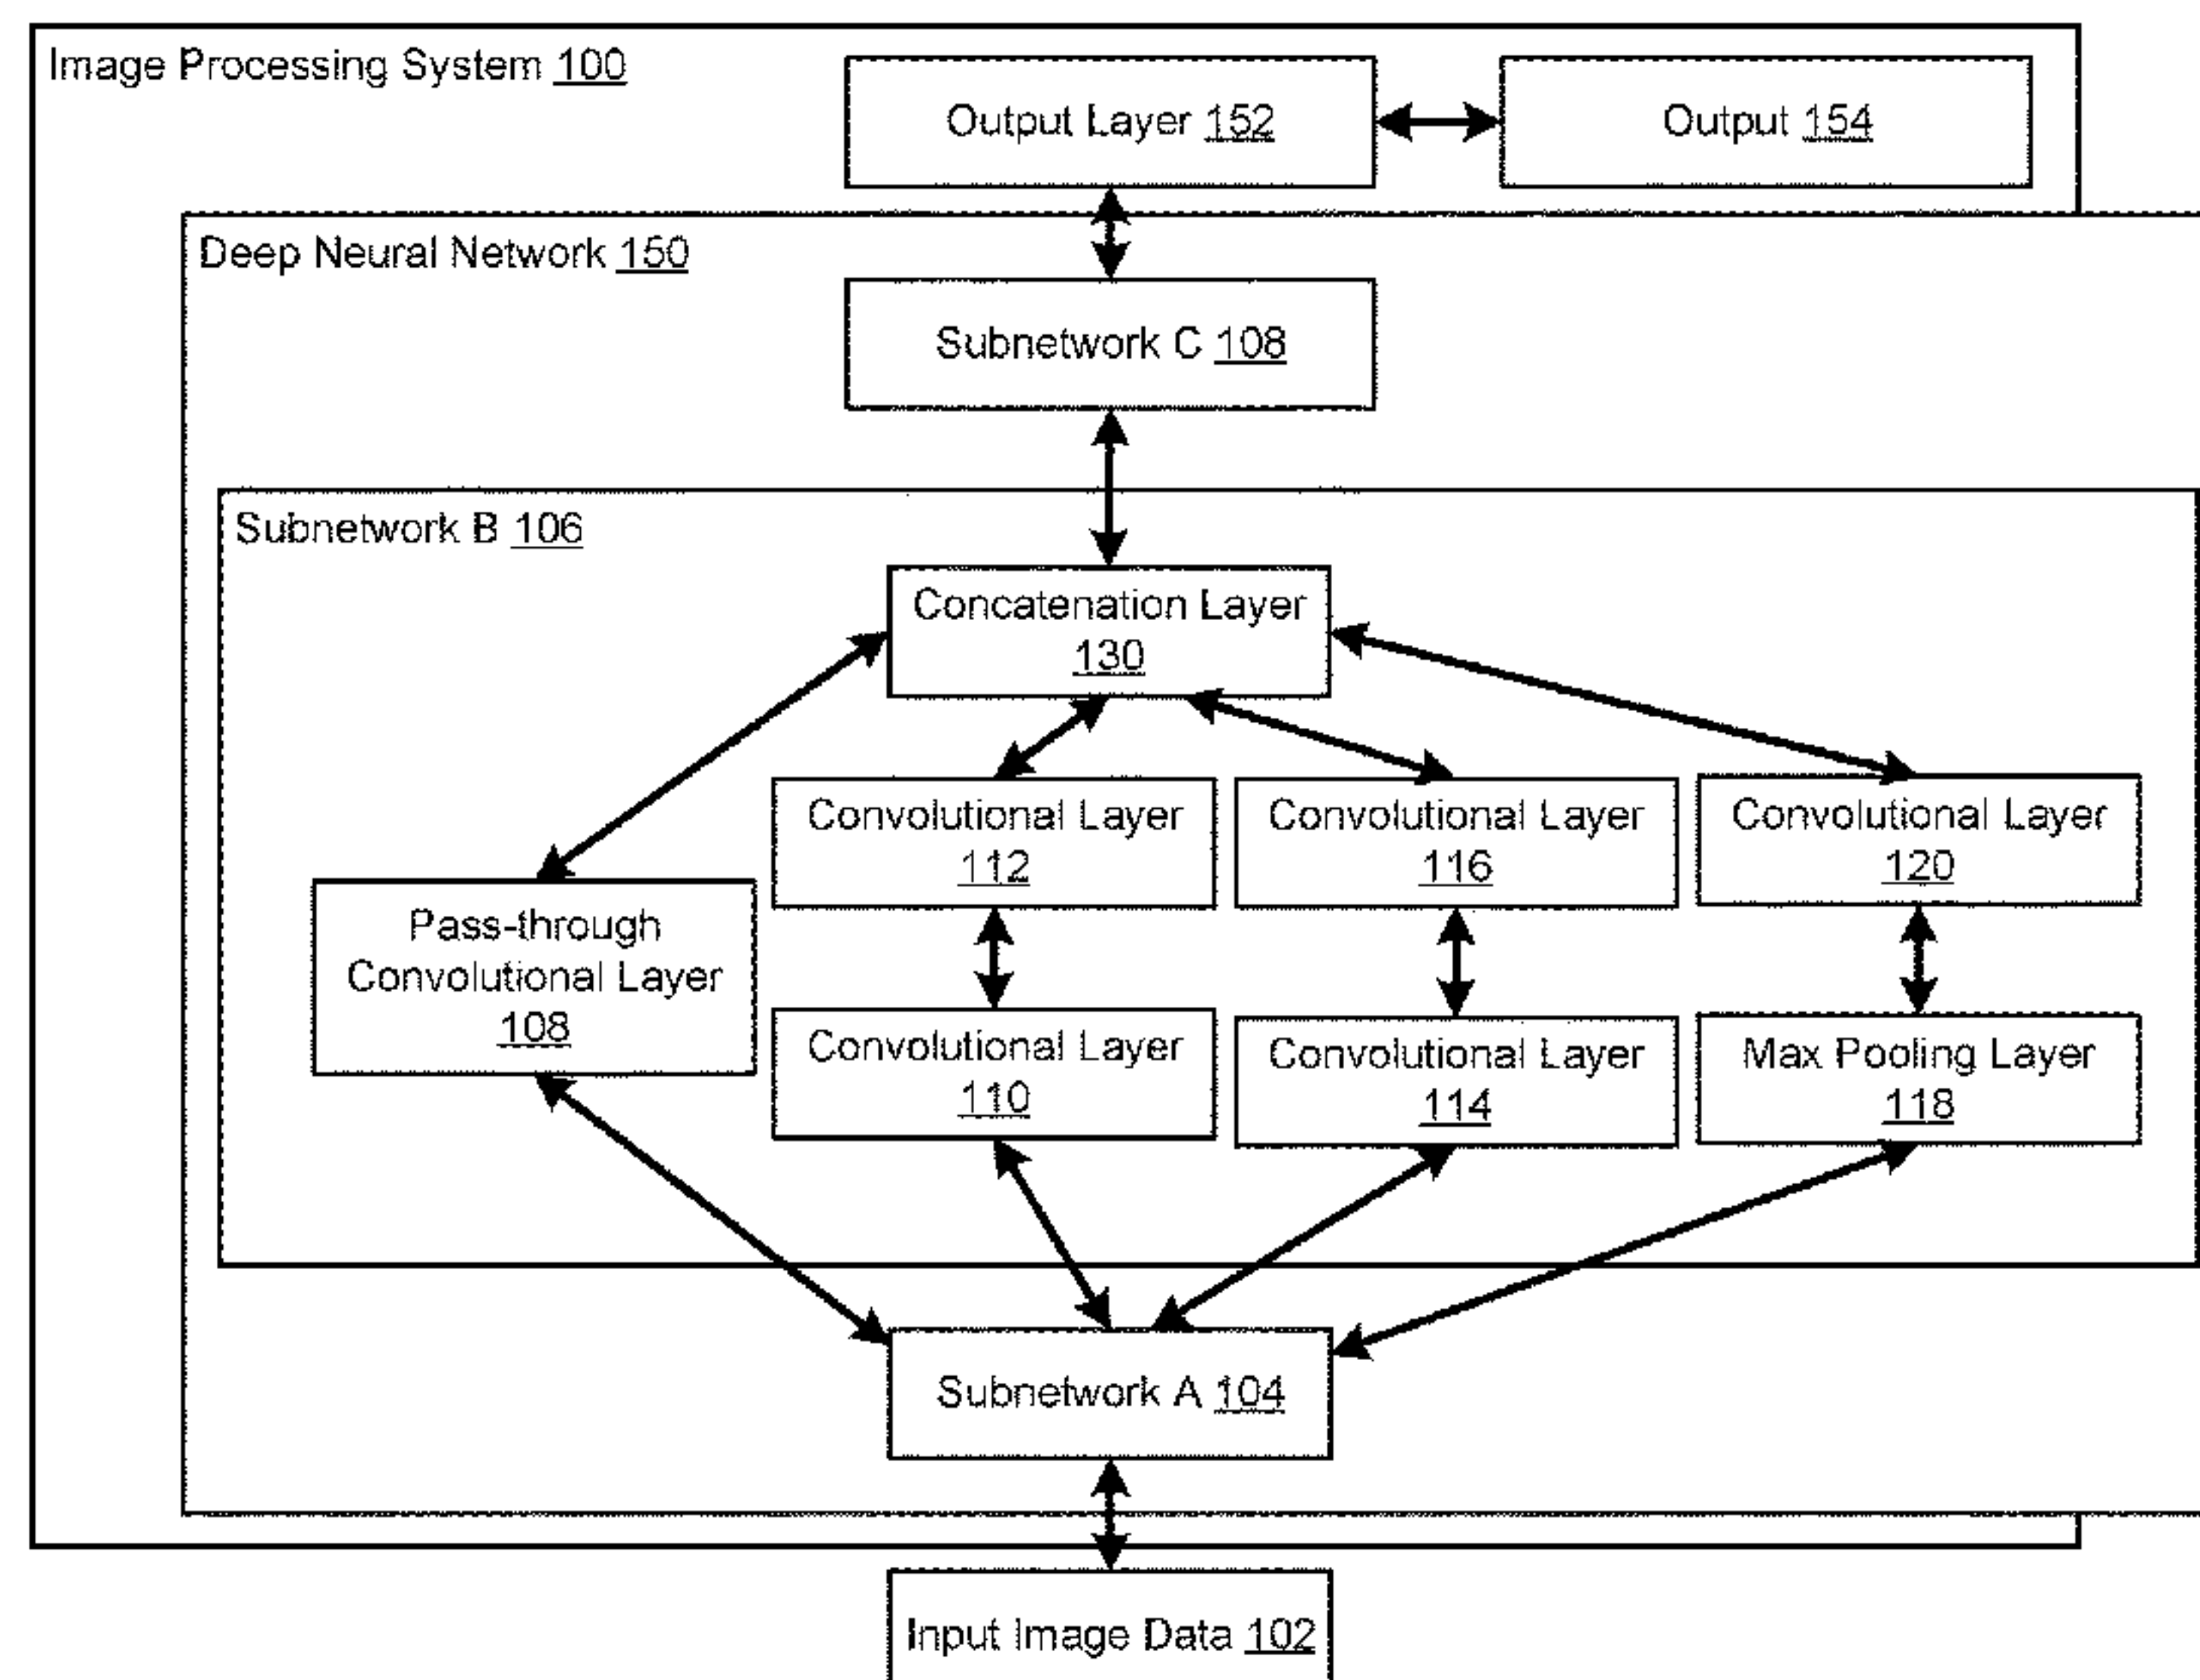 Image Processing System 100
Output Layer 152
Output 154
Deep Neural Network 150
Subnetwork C 108
Subnetwork B 106
Concatenation Layer
130
Convolutional Layer
112
Convolutional Layer
116
Convolutional Layer
120
Pass-through
Convolutional Layer
108
Convolutional Layer
110
Convolutional Layer
114
Max Pooling Layer
118
Subnetwork A 104
Input Image Data 102